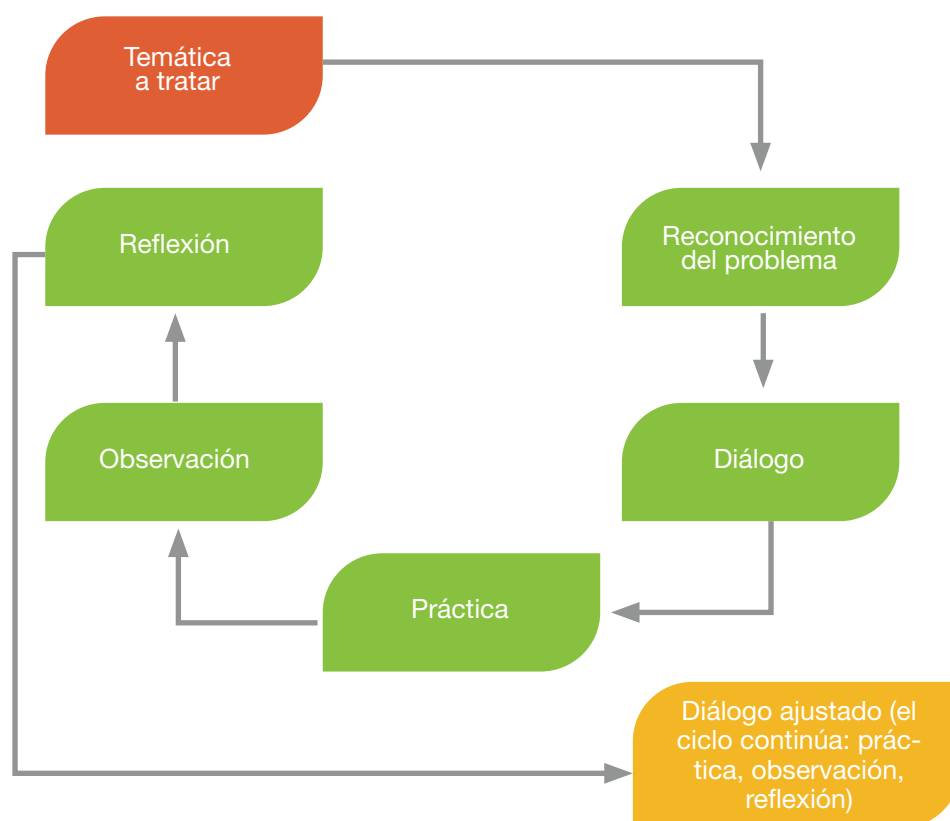 Temática
a tratar
Reflexión
Reconocimiento
del problema
Observación
Diálogo
Práctica
Diálogo ajustado (el
ciclo continúa: prác-
tica, observación,
reflexión)